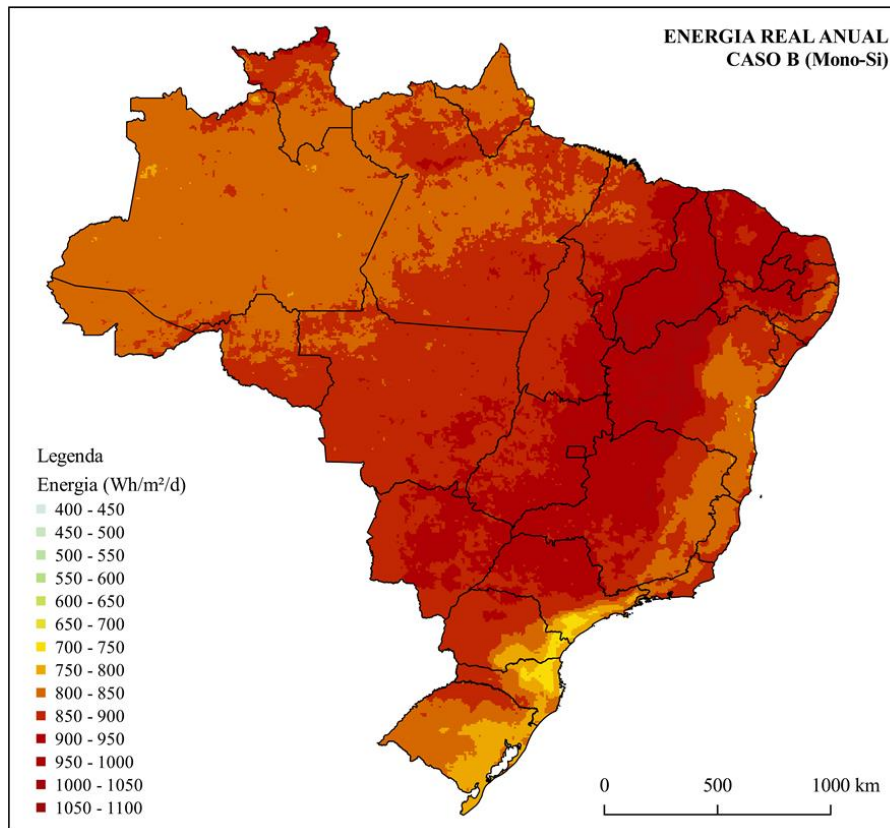 ENERGIA REAL ANUAL
CASO B (Mono-Si)
Legenda
Energia (Wh/m²/d)
400 - 450
450 - 500
500 - 550
550 - 600
600 - 650
650 - 700
700 - 750
750 - 800
800 - 850
850 - 900
900 - 950
950 - 1000
1000 - 1050
1050 - 1100
0 500 1000 km